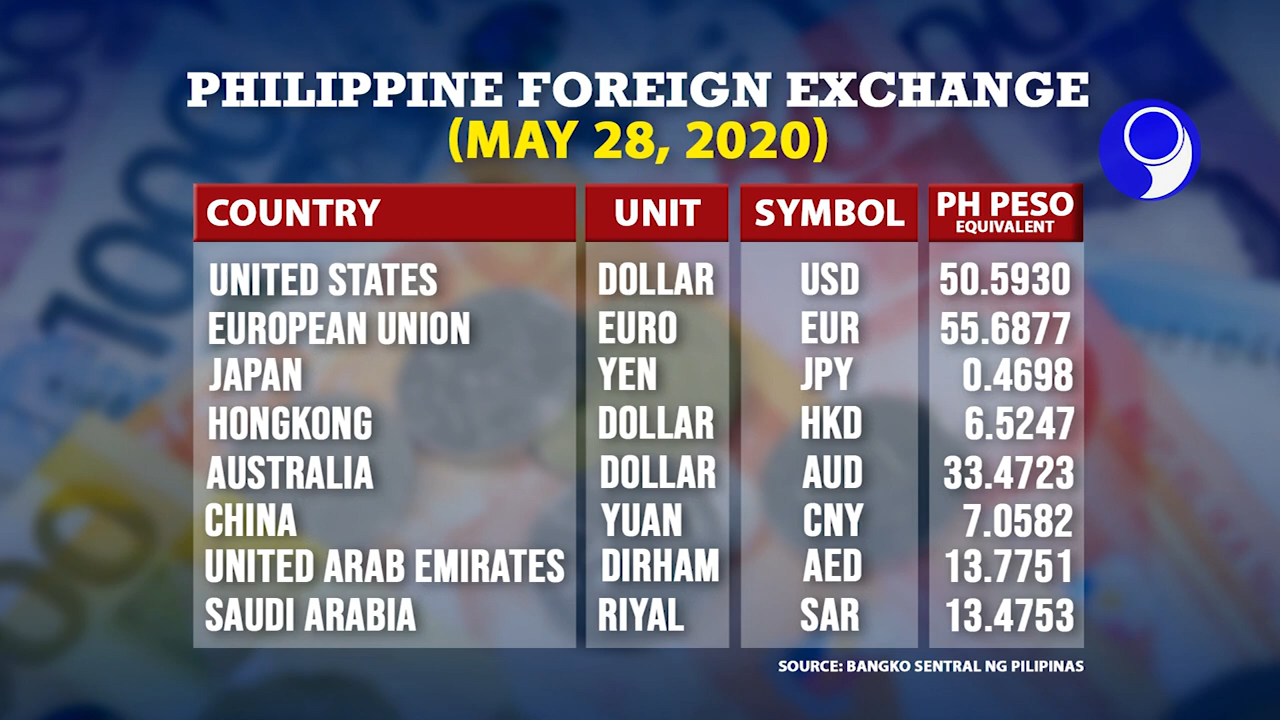 PHILIPPINE FOREIGN EXCHANGE
(MAY 28, 2020)
COUNTRY UNIT SYMBOL PH PESO EQUIVALENT
UNITED STATES DOLLAR USD 50.5930
EUROPEAN UNION EURO EUR 55.6877
JAPAN YEN JPY 0.4698
HONGKONG DOLLAR HKD 6.5247
AUSTRALIA DOLLAR AUD 33.4723
CHINA YUAN CNY 7.0582
UNITED ARAB EMIRATES DIRHAM AED 13.7751
SAUDI ARABIA RIYAL SAR 13.4753
SOURCE: BANGKO SENTRAL NG PILIPINAS
1000